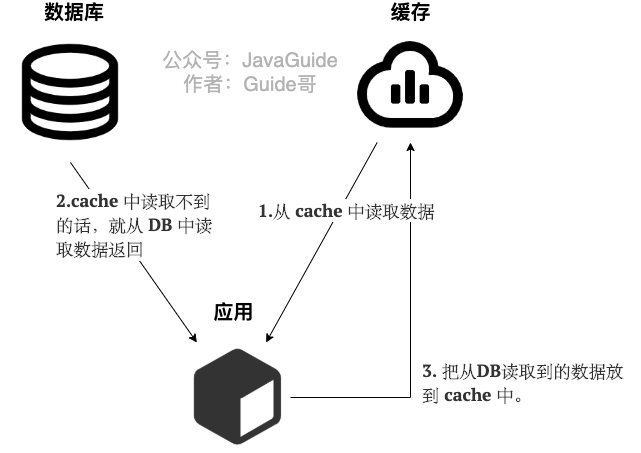 数据库
缓存
公众号：JavaGuide
作者：Guide哥
2.cache 中读取不到
的话，就从 DB 中读
取数据返回
1.从 cache 中读取数据
应用
3. 把从DB读取到的数据放
到 cache 中。